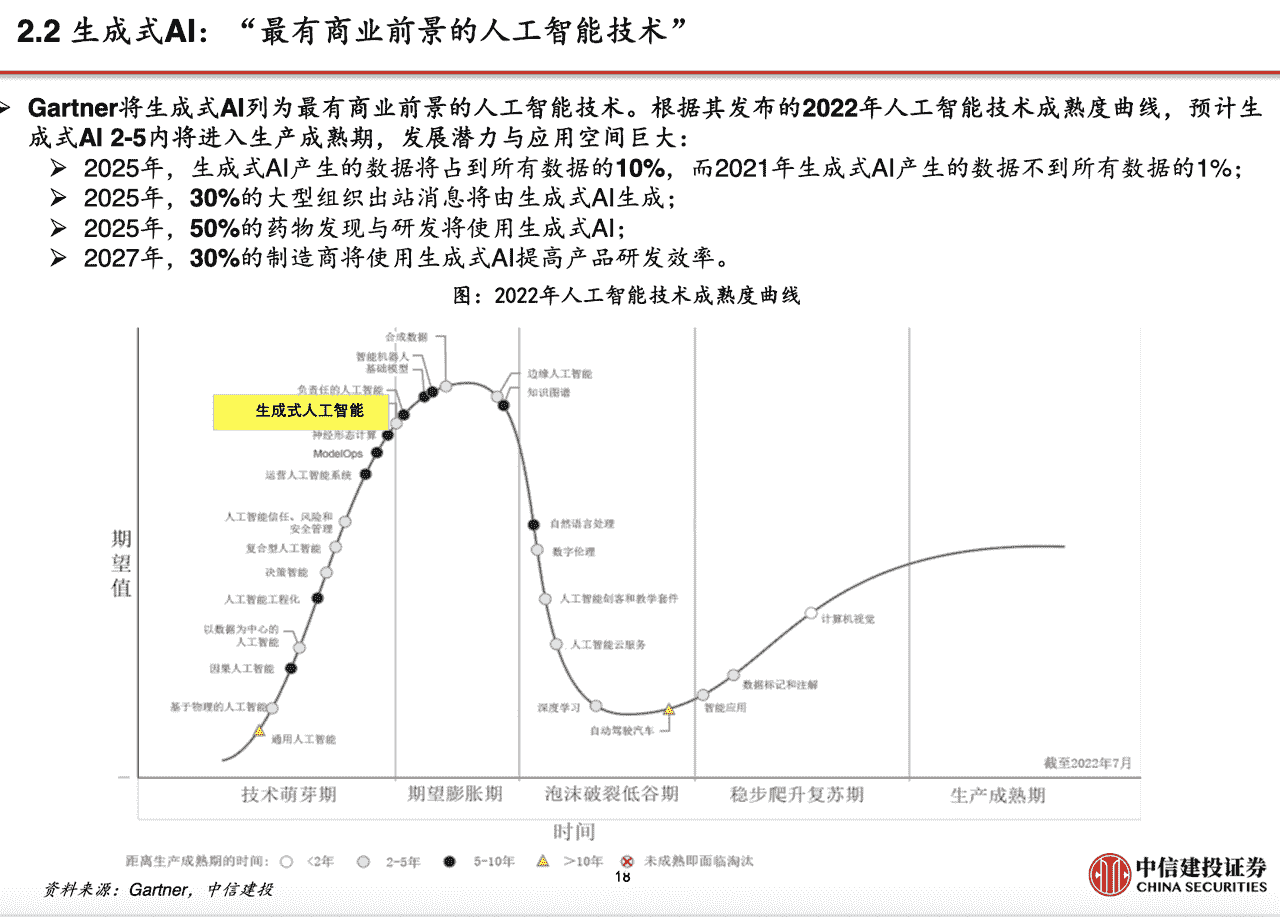 2.2 生成式AI：“最有商业前景的人工智能技术”
➢ Gartner将生成式AI列为最有商业前景的人工智能技术。根据其发布的2022年人工智能技术成熟度曲线，预计生
成式AI 2-5内将进入生产成熟期，发展潜力与应用空间巨大：
➢ 2025年，生成式AI产生的数据将占到所有数据的10%，而2021年生成式AI产生的数据不到所有数据的1%；
➢ 2025年，30%的大型组织出站消息将由生成式AI生成；
➢ 2025年，50%的药物发现与研发将使用生成式AI；
➢ 2027年，30%的制造商将使用生成式AI提高产品研发效率。
图：2022年人工智能技术成熟度曲线
合成数据
智能机器人
基础模型
负责任的人工智能
生成式人工智能
神经形态计算
ModelOps
运营人工智能系统
人工智能信任、风险和
安全管理
复合型人工智能
决策智能
人工智能工程化
以数据为中心的
人工智能
因果人工智能
基于物理的人工智能
通用人工智能
边缘人工智能
知识图谱
自然语言处理
数字伦理
人工智能创客和教学套件
人工智能云服务
深度学习
自动驾驶汽车
智能应用
数据标记和注解
计算机视觉
期望值
截至2022年7月
技术萌芽期
期望膨胀期
泡沫破裂低谷期
稳步爬升复苏期
生产成熟期
时间
距离生产成熟期的时间： <2年 2-5年 5-10年 >10年 未成熟即面临淘汰
18
资料来源：Gartner，中信建投
中信建投证券
CHINA SECURITIES